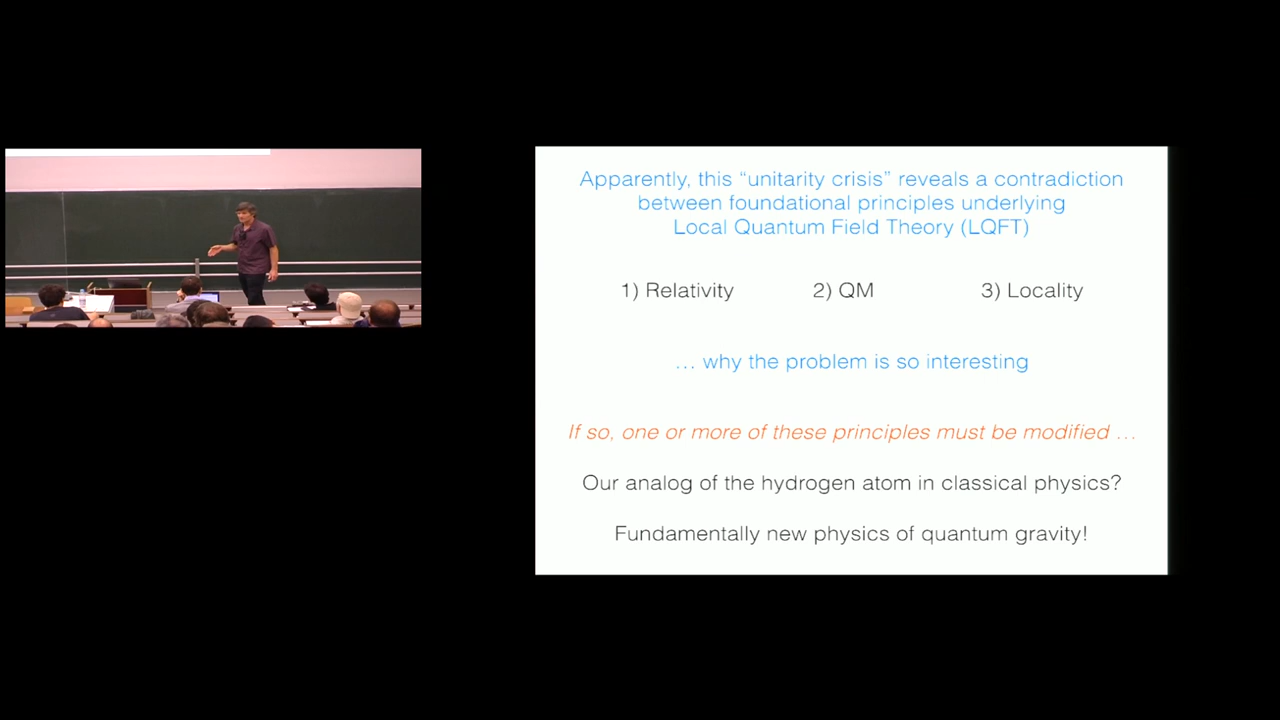 Apparently, this “unitarity crisis” reveals a contradiction
between foundational principles underlying
Local Quantum Field Theory (LQFT)
1) Relativity 2) QM 3) Locality
… why the problem is so interesting
If so, one or more of these principles must be modified …
Our analog of the hydrogen atom in classical physics?
Fundamentally new physics of quantum gravity!